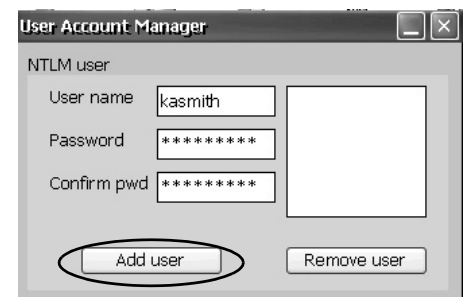 User Account Manager
NTLM user
User name kasmith
Password *********
Confirm pwd *********
Add user Remove user